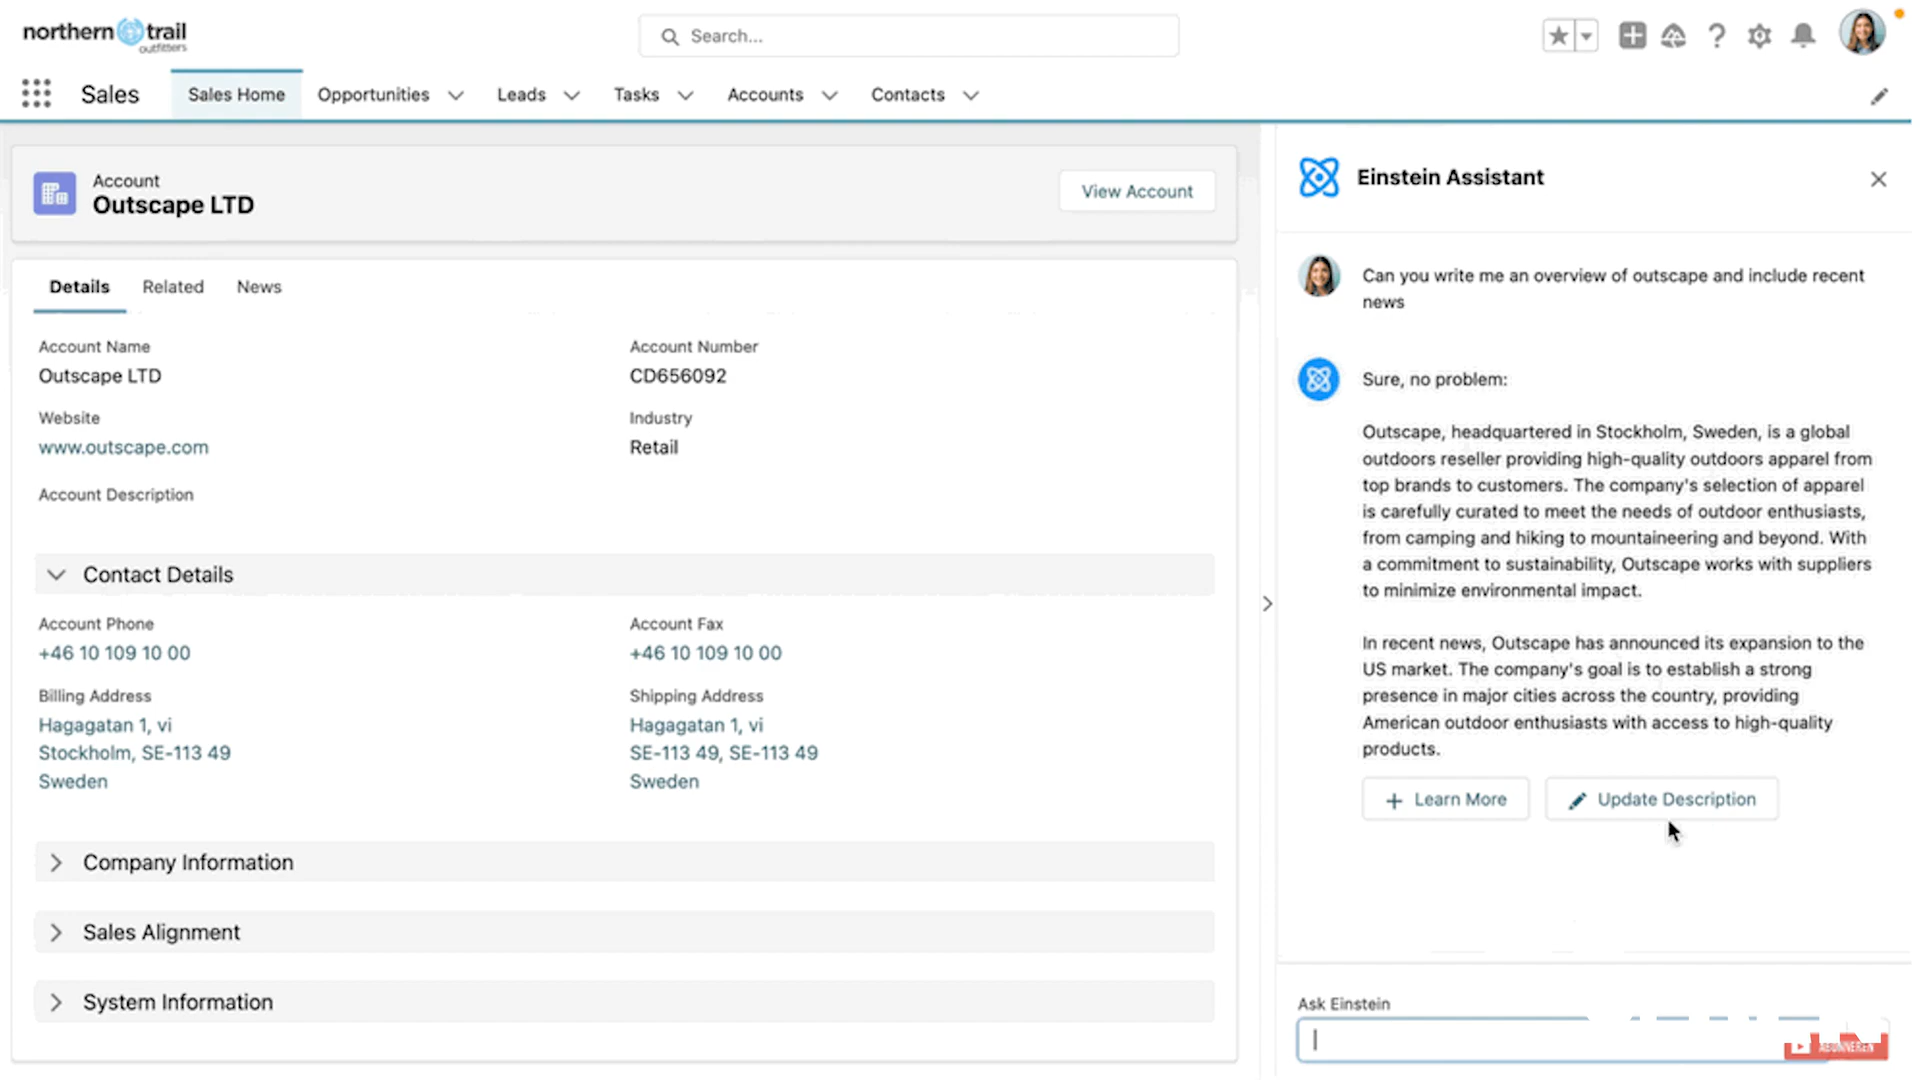 northern trail
outfitters
Search...
Sales
Sales Home
Opportunities
Leads
Tasks
Accounts
Contacts
Account
Outscape LTD
View Account
Details
Related
News
Account Name
Outscape LTD
Account Number
CD656092
Website
www.outscape.com
Industry
Retail
Account Description
Contact Details
Account Phone
+46 10 109 10 00
Account Fax
+46 10 109 10 00
Billing Address
Hagagatan 1, vi
Stockholm, SE-113 49
Sweden
Shipping Address
Hagagatan 1, vi
SE-113 49, SE-113 49
Sweden
Company Information
Sales Alignment
System Information
Einstein Assistant
Can you write me an overview of outscape and include recent
news
Sure, no problem:
Outscape, headquartered in Stockholm, Sweden, is a global
outdoors reseller providing high-quality outdoors apparel from
top brands to customers. The company's selection of apparel
is carefully curated to meet the needs of outdoor enthusiasts,
from camping and hiking to mountaineering and beyond. With
a commitment to sustainability, Outscape works with suppliers
to minimize environmental impact.
In recent news, Outscape has announced its expansion to the
US market. The company's goal is to establish a strong
presence in major cities across the country, providing
American outdoor enthusiasts with access to high-quality
products.
+ Learn More
Update Description
Ask Einstein
ABONNEREN